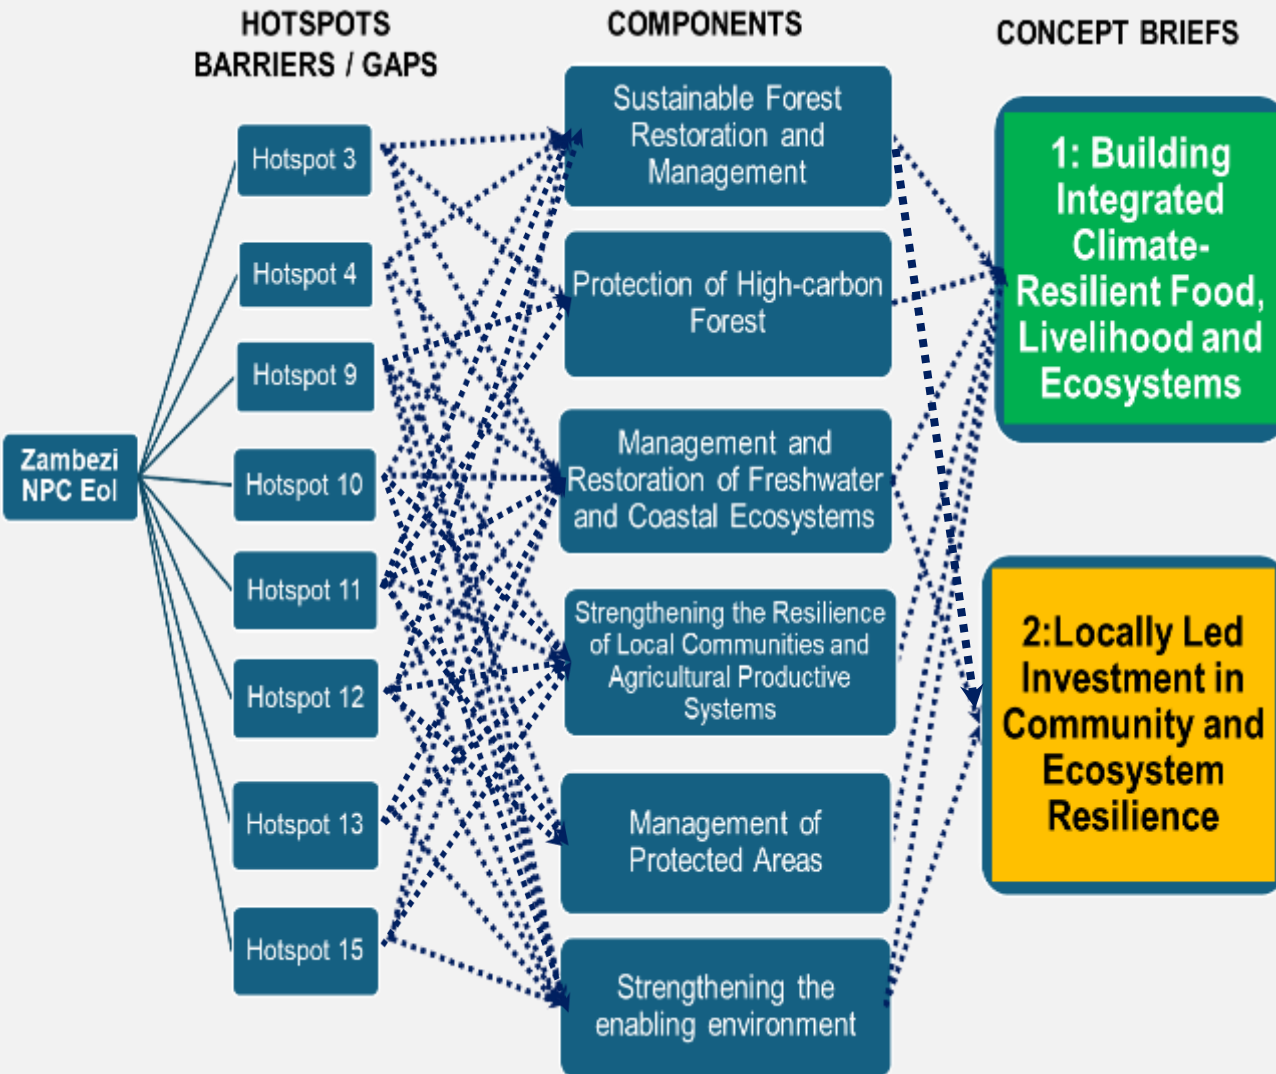 HOTSPOTS
BARRIERS / GAPS
COMPONENTS
CONCEPT BRIEFS
Zambezi
NPC EoI
Hotspot 3
Hotspot 4
Hotspot 9
Hotspot 10
Hotspot 11
Hotspot 12
Hotspot 13
Hotspot 15
Sustainable Forest
Restoration and
Management
Protection of High-carbon
Forest
Management and
Restoration of Freshwater
and Coastal Ecosystems
Strengthening the Resilience
of Local Communities and
Agricultural Productive
Systems
Management of
Protected Areas
Strengthening the
enabling environment
1: Building
Integrated
Climate-
Resilient Food,
Livelihood and
Ecosystems
2:Locally Led
Investment in
Community and
Ecosystem
Resilience